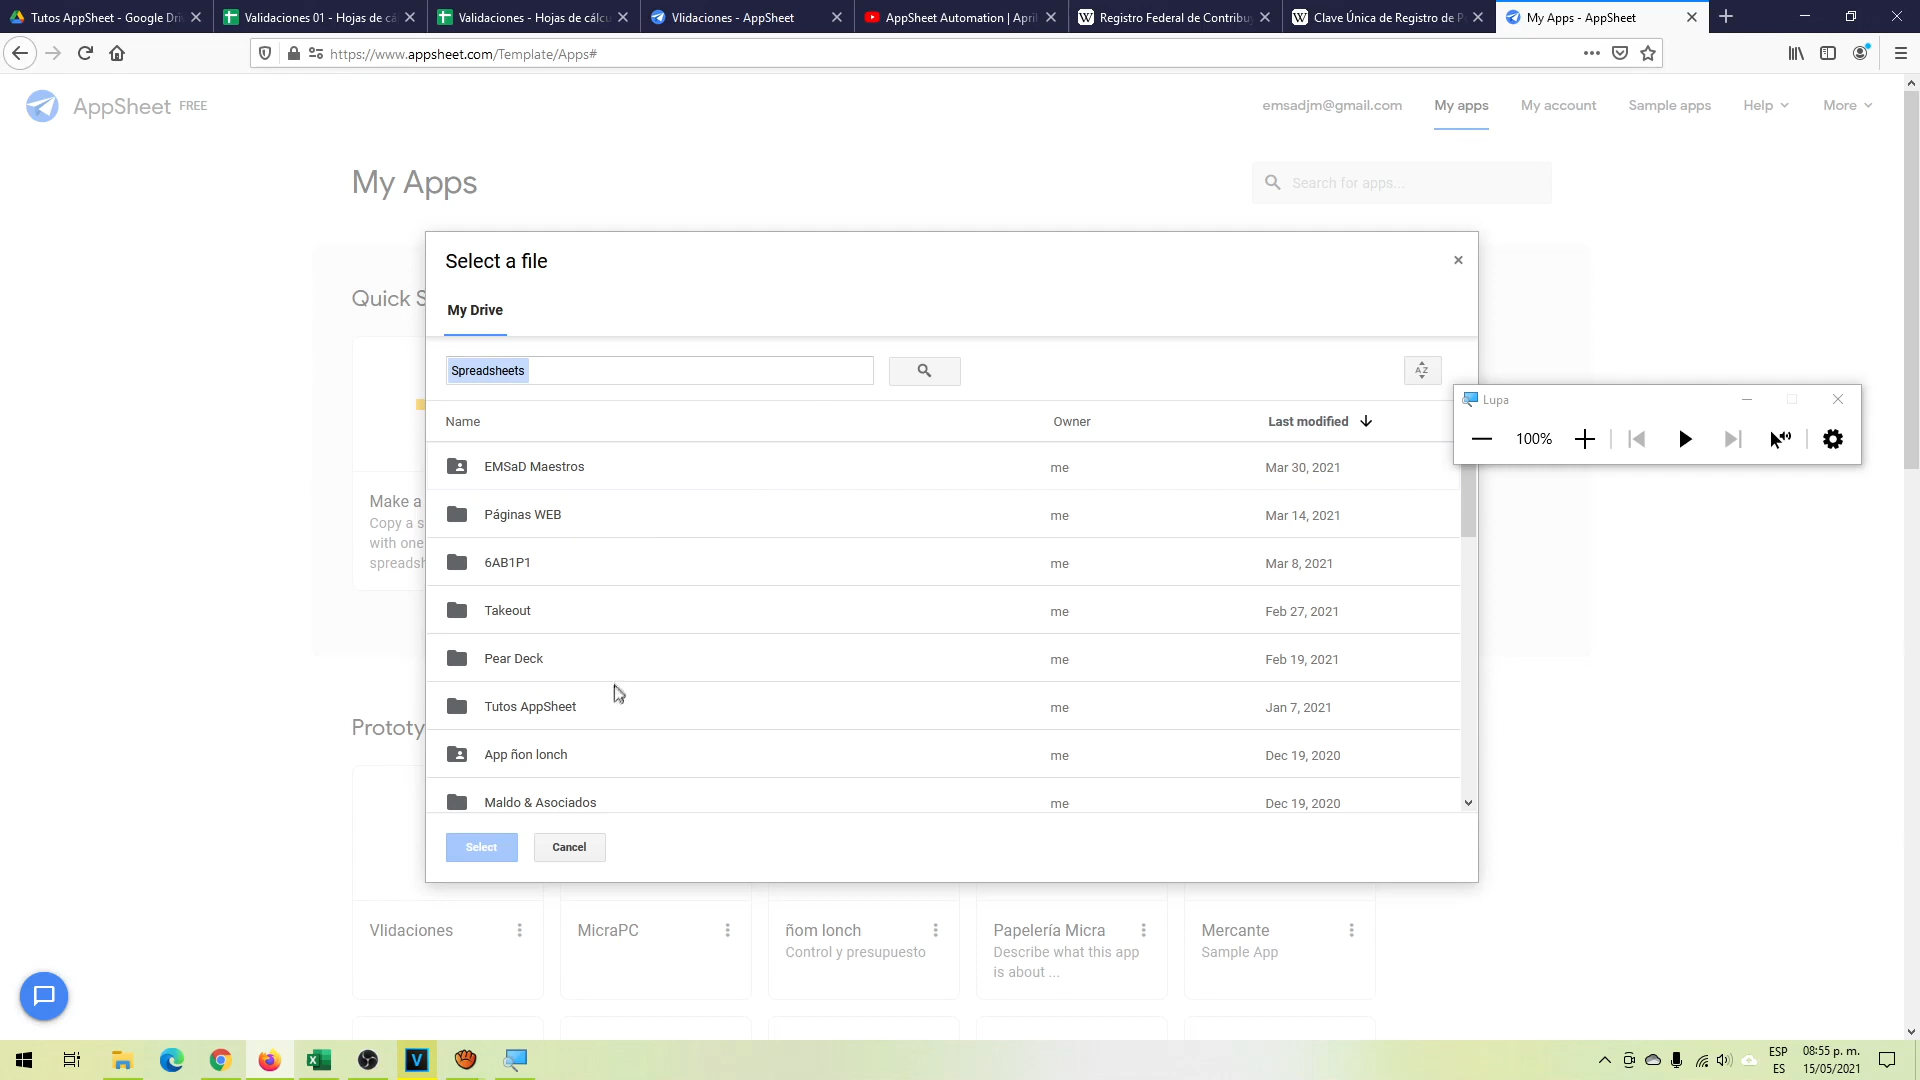 Tutos AppSheet - Google Dri
Validaciones 01 - Hojas de cá
Validaciones - Hojas de cálcu
Vlidaciones - AppSheet
AppSheet Automation | Apri
Registro Federal de Contribu
Clave Única de Registro de P
My Apps - AppSheet
https://www.appsheet.com/Template/Apps#
AppSheet FREE
emsadjm@gmail.com
My apps
My account
Sample apps
Help
More
My Apps
Search for apps...
Quick S
Select a file
My Drive
Spreadsheets
AZ
Name
Owner
Last modified
EMSaD Maestros
me
Mar 30, 2021
Páginas WEB
me
Mar 14, 2021
6AB1P1
me
Mar 8, 2021
Takeout
me
Feb 27, 2021
Pear Deck
me
Feb 19, 2021
Tutos AppSheet
me
Jan 7, 2021
App ñon lonch
me
Dec 19, 2020
Maldo & Asociados
me
Dec 19, 2020
Select
Cancel
Lupa
100%
Make a
Copy a s
with one
spreadsh
Prototy
Vlidaciones
MicraPC
ñom lonch
Control y presupuesto
Papelería Micra
Describe what this app
is about ...
Mercante
Sample App
ESP
ES
08:55 p. m.
15/05/2021